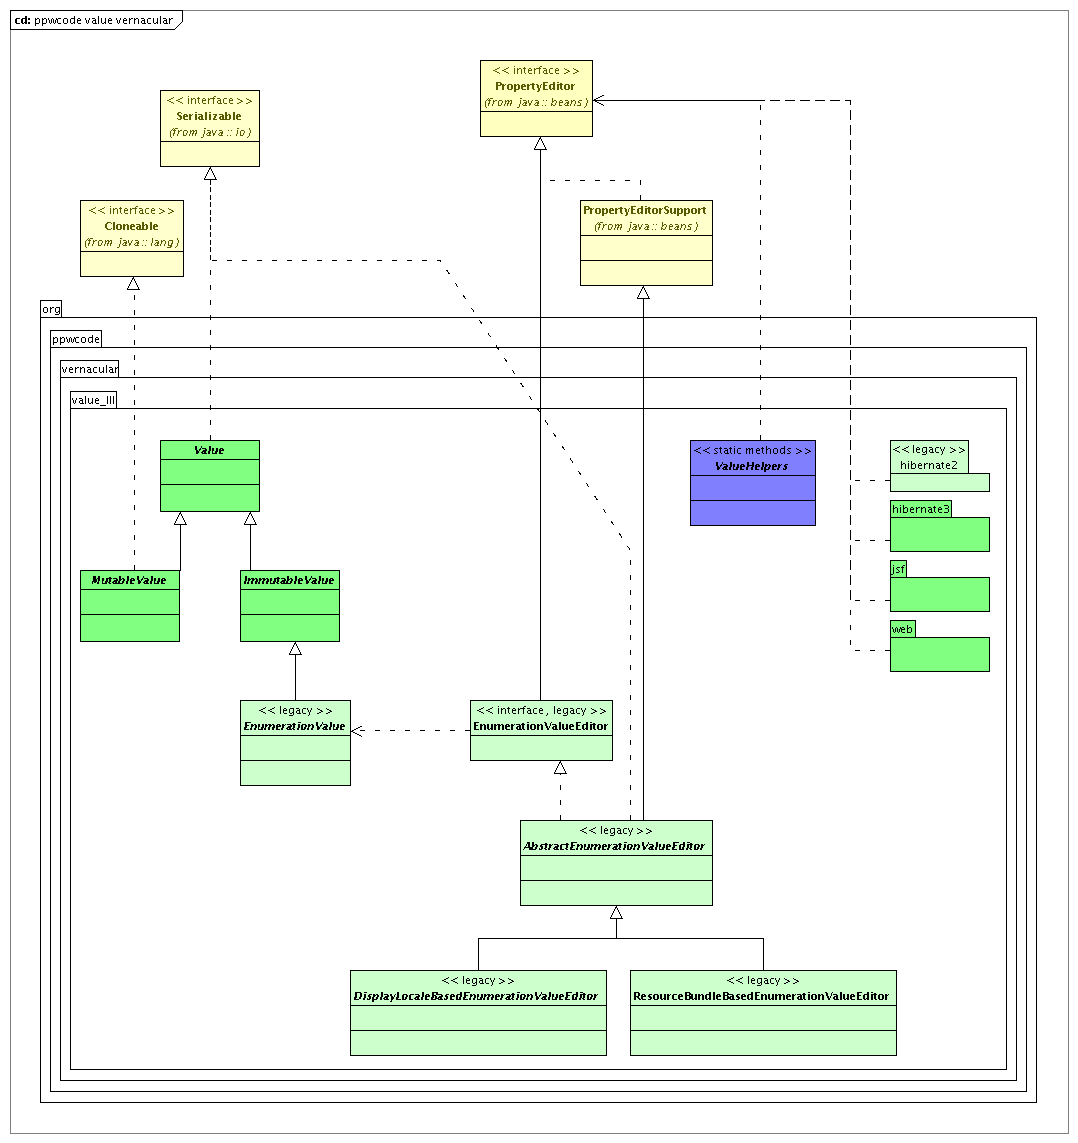 cd: ppwcode value vernacular
<< interface >>
PropertyEditor
(from java::beans)
<< interface >>
Serializable
(from java::io)
<< interface >>
Cloneable
(from java::lang)
PropertyEditorSupport
(from java::beans)
org
ppwcode
vernacular
value_III
Value
<< static methods >>
ValueHelpers
<< legacy >>
hibernate2
hibernate3
jsf
web
MutableValue
ImmutableValue
<< legacy >>
EnumerationValue
<< interface, legacy >>
EnumerationValueEditor
<< legacy >>
AbstractEnumerationValueEditor
<< legacy >>
DisplayLocaleBasedEnumerationValueEditor
<< legacy >>
ResourceBundleBasedEnumerationValueEditor